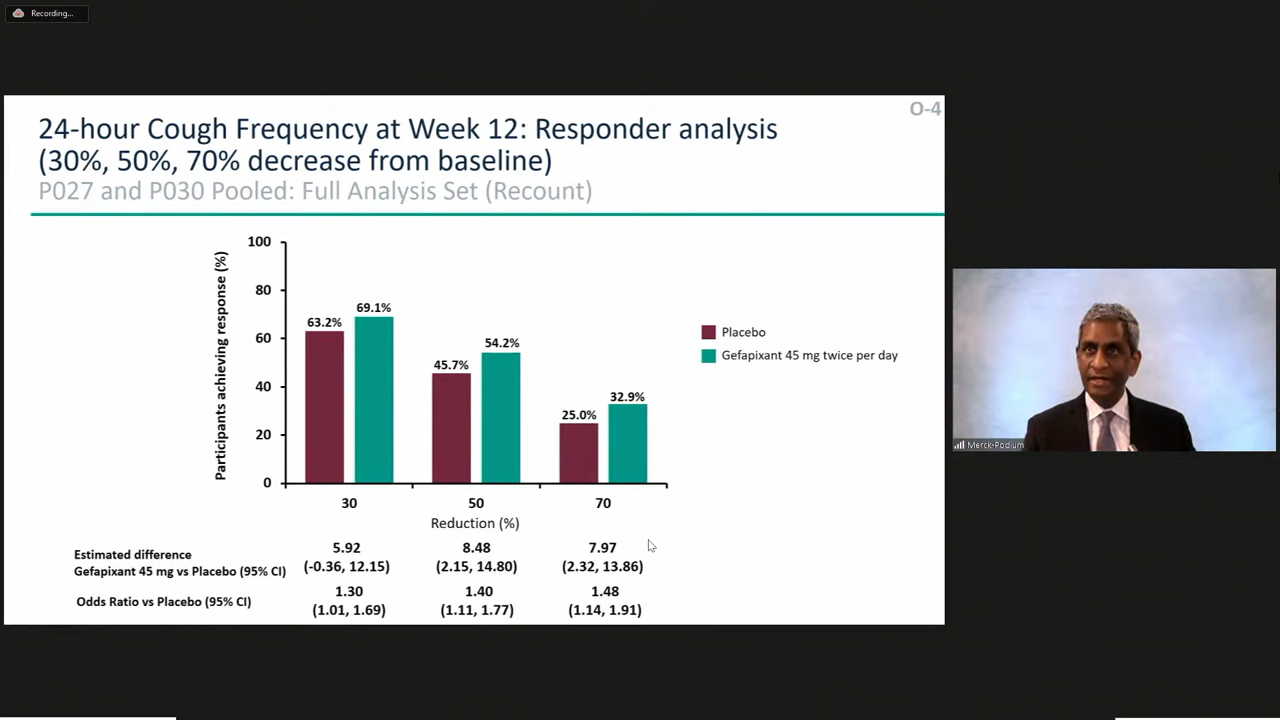 Recording...
O-4
24-hour Cough Frequency at Week 12: Responder analysis
(30%, 50%, 70% decrease from baseline)
P027 and P030 Pooled: Full Analysis Set (Recount)
Participants achieving response (%)
100
80
60
40
20
0
63.2%
69.1%
45.7%
54.2%
25.0%
32.9%
30
50
70
Reduction (%)
Placebo
Gefapixant 45 mg twice per day
Estimated difference
Gefapixant 45 mg vs Placebo (95% CI)
5.92
(-0.36, 12.15)
8.48
(2.15, 14.80)
7.97
(2.32, 13.86)
Odds Ratio vs Placebo (95% CI)
1.30
(1.01, 1.69)
1.40
(1.11, 1.77)
1.48
(1.14, 1.91)
Merck-Podium